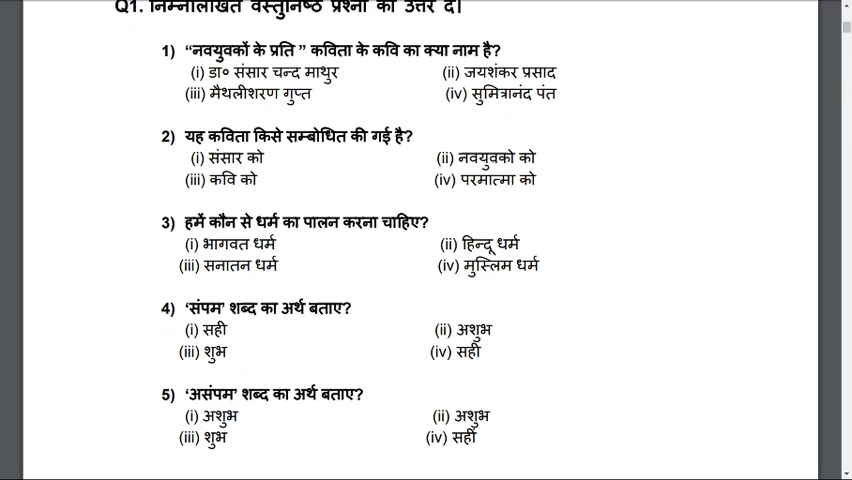 Q1. निम्नलिखित वस्तुनिष्ठ प्रश्नों का उत्तर दें।
1) “नवयुवकों के प्रति ” कविता के कवि का क्या नाम है?
(i) डा० संसार चन्द माथुर (ii) जयशंकर प्रसाद
(iii) मैथलीशरण गुप्त (iv) सुमित्रानंद पंत
2) यह कविता किसे सम्बोधित की गई है?
(i) संसार को (ii) नवयुवको को
(iii) कवि को (iv) परमात्मा को
3) हमें कौन से धर्म का पालन करना चाहिए?
(i) भागवत धर्म (ii) हिन्दू धर्म
(iii) सनातन धर्म (iv) मुस्लिम धर्म
4) ‘संपम’ शब्द का अर्थ बताए?
(i) सही (ii) अशुभ
(iii) शुभ (iv) सही
5) ‘असंपम’ शब्द का अर्थ बताए?
(i) अशुभ (ii) अशुभ
(iii) शुभ (iv) सही